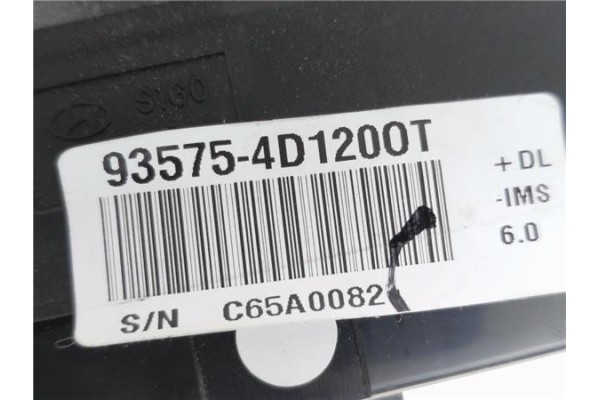 S160
93575-4D1200T
+DL
-IMS
6.0
S/N C65A0082